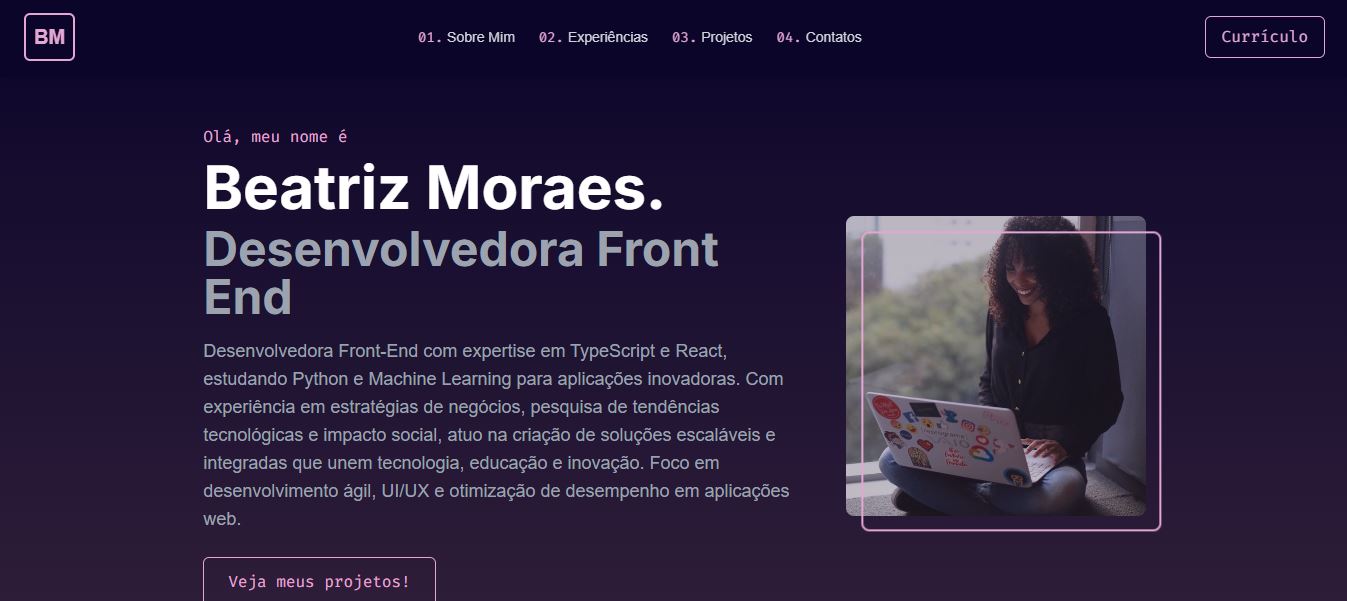 BM
01. Sobre Mim
02. Experiências
03. Projetos
04. Contatos
Currículo
Olá, meu nome é
Beatriz Moraes.
Desenvolvedora Front
End
Desenvolvedora Front-End com expertise em TypeScript e React,
estudando Python e Machine Learning para aplicações inovadoras. Com
experiência em estratégias de negócios, pesquisa de tendências
tecnológicas e impacto social, atuo na criação de soluções escaláveis e
integradas que unem tecnologia, educação e inovação. Foco em
desenvolvimento ágil, UI/UX e otimização de desempenho em aplicações
web.
Veja meus projetos!